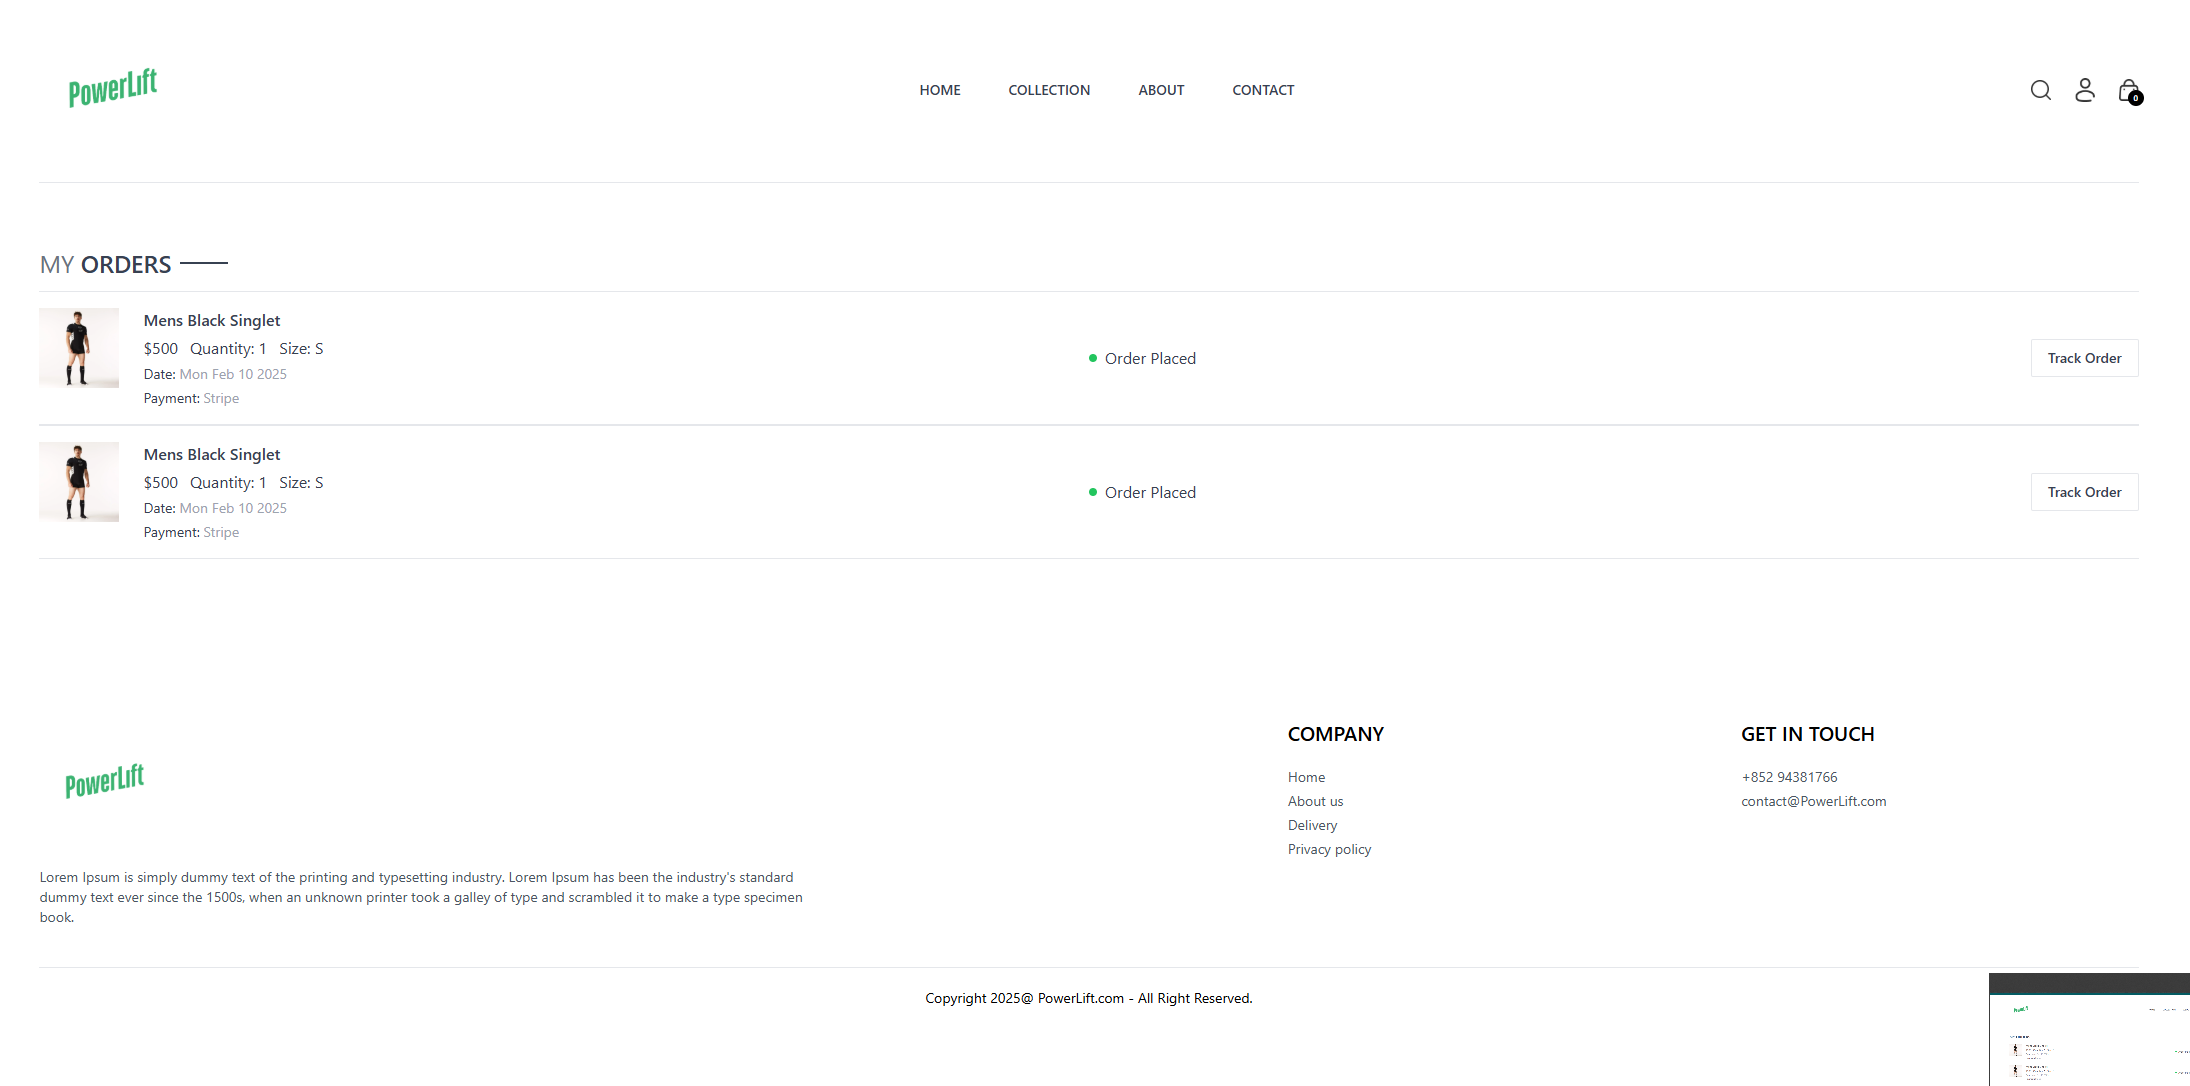 PowerLift
HOME COLLECTION ABOUT CONTACT
0
MY ORDERS
Mens Black Singlet
$500 Quantity: 1 Size: S
Date: Mon Feb 10 2025
Payment: Stripe
Order Placed
Track Order
Mens Black Singlet
$500 Quantity: 1 Size: S
Date: Mon Feb 10 2025
Payment: Stripe
Order Placed
Track Order
PowerLift
Lorem Ipsum is simply dummy text of the printing and typesetting industry. Lorem Ipsum has been the industry's standard
dummy text ever since the 1500s, when an unknown printer took a galley of type and scrambled it to make a type specimen
book.
COMPANY
Home
About us
Delivery
Privacy policy
GET IN TOUCH
+852 94381766
contact@PowerLift.com
Copyright 2025@ PowerLift.com - All Right Reserved.